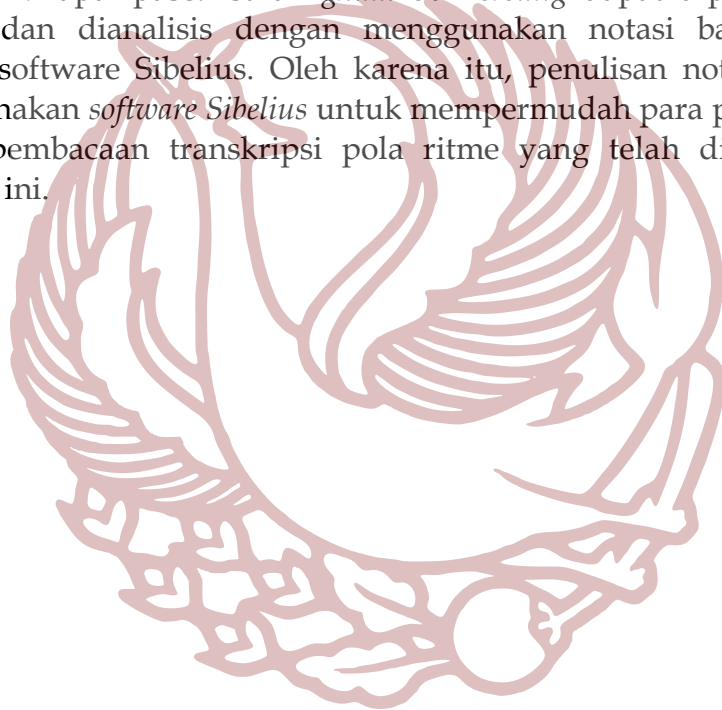 dan dianalisis dengan menggunakan notasi ba
software Sibelius. Oleh karena itu, penulisan not
nakan software Sibelius untuk mempermudah para p
pembacaan transkripsi pola ritme yang telah di
ini.